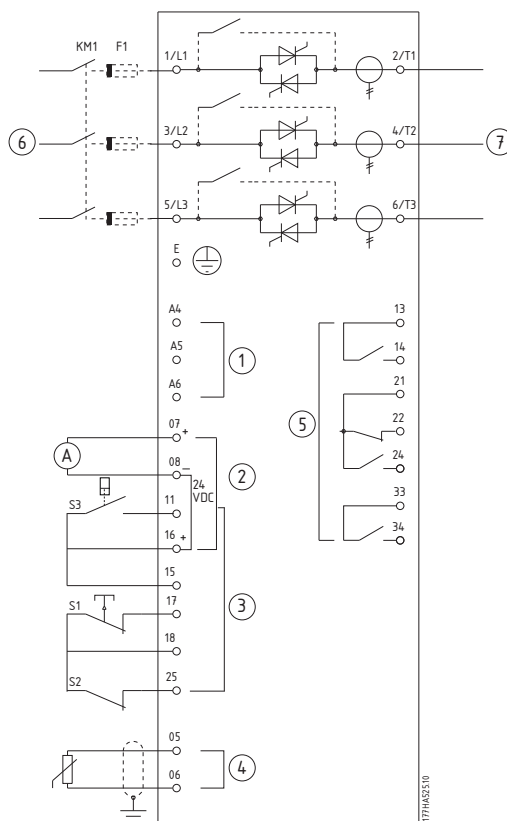 KM1 F1 1/L1 2/T1
6 3/L2 4/T2 7
5/L3 6/T3
E
A4 13
A5 1 14
A6 21
5 22
24
33
34
07 +
A 08 − 2
24
VDC
S3 11
16 +
15
3
S1 17
18
S2 25
05
4
06
177HA525.10